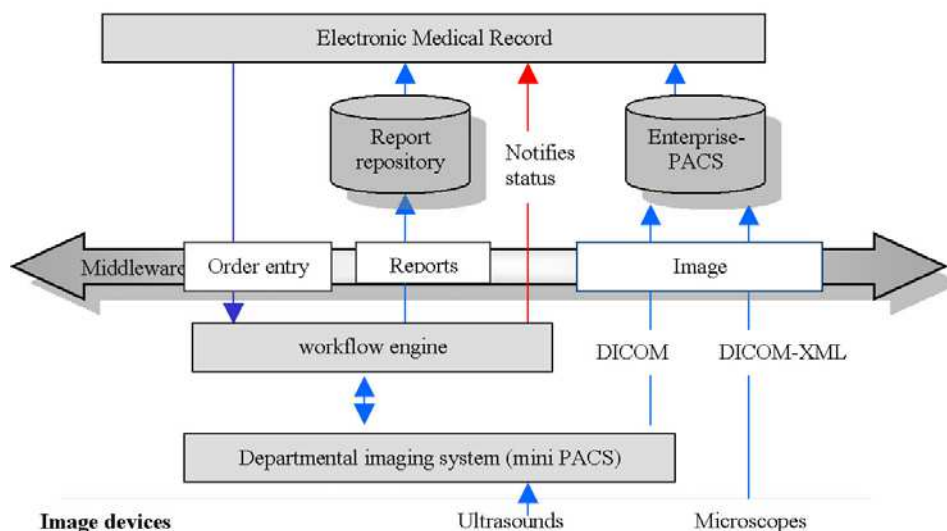 Electronic Medical Record
Report
repository
Notifies
status
Enterprise-
PACS
Middleware
Order entry
Reports
Image
workflow engine
DICOM
DICOM-XML
Departmental imaging system (mini PACS)
Image devices
Ultrasounds
Microscopes